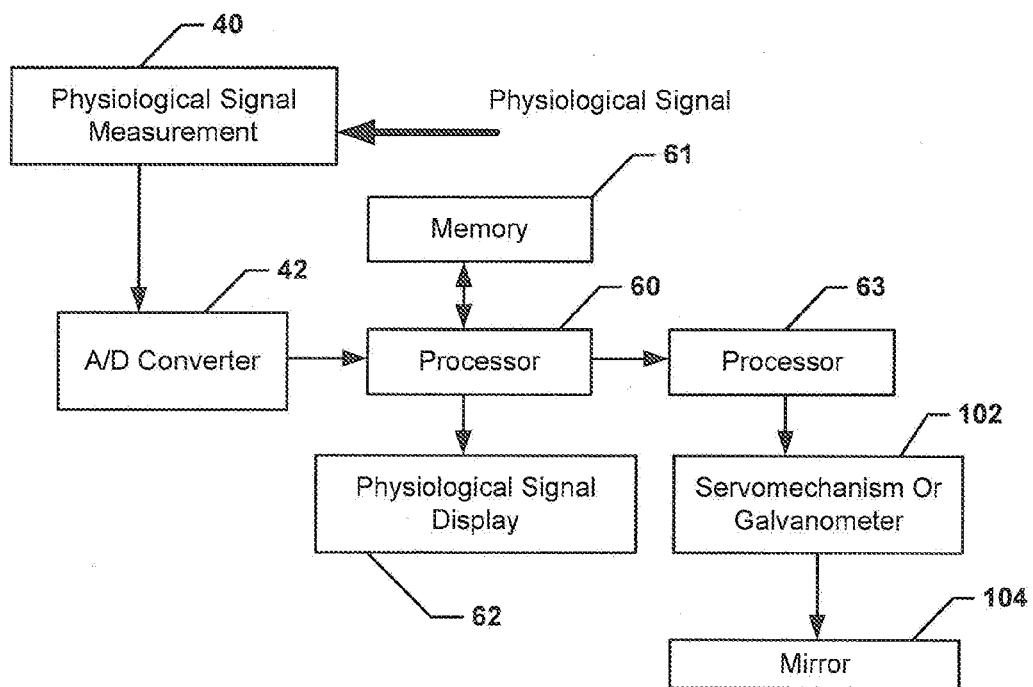 40
Physiological Signal
Measurement
Physiological Signal
61
Memory
42
A/D Converter
60
Processor
63
Processor
Physiological Signal
Display
62
102
Servomechanism Or
Galvanometer
104
Mirror